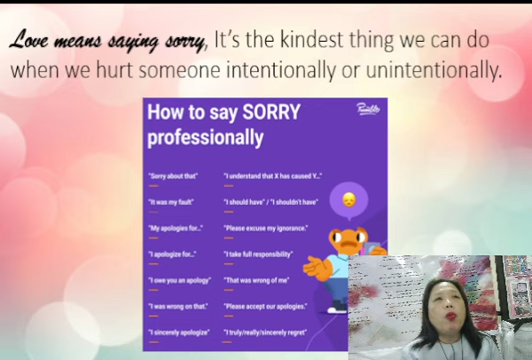 Love means saying sorry, It's the kindest thing we can do
when we hurt someone intentionally or unintentionally.
How to say SORRY
professionally
"Sorry about that"
"I understand that X has caused Y..."
"It was my fault"
"I should have" / "I shouldn't have"
"My apologies for..."
"Please excuse my ignorance."
"I apologize for..."
"I take full responsibility"
"I owe you an apology"
"That was wrong of me"
"I was wrong on that."
"Please accept our apologies."
"I sincerely apologize"
"I truly/really/sincerely regret"